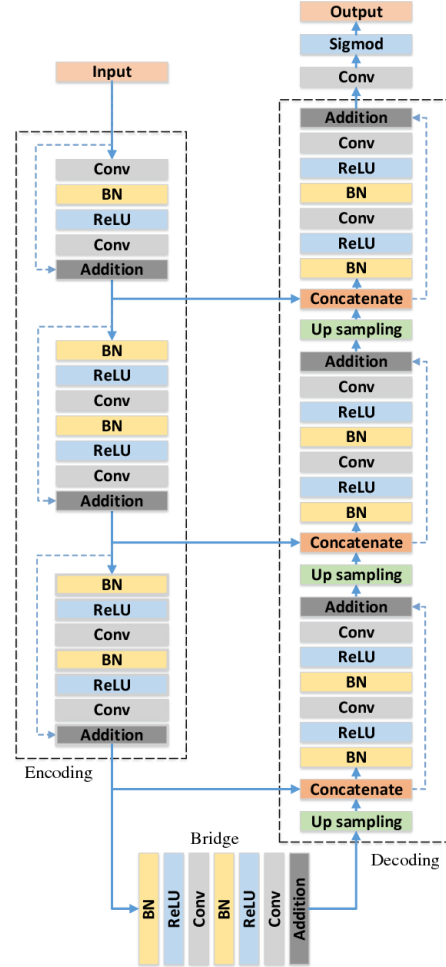 Input
Conv
BN
ReLU
Conv
Addition
BN
ReLU
Conv
BN
ReLU
Conv
Addition
BN
ReLU
Conv
BN
ReLU
Conv
Addition
Encoding
Bridge
BN
ReLU
Conv
BN
ReLU
Conv
Addition
Output
Sigmod
Conv
Addition
Conv
ReLU
BN
Conv
ReLU
BN
Concatenate
Up sampling
Addition
Conv
ReLU
BN
Conv
ReLU
BN
Concatenate
Up sampling
Addition
Conv
ReLU
BN
Conv
ReLU
BN
Concatenate
Up sampling
Decoding